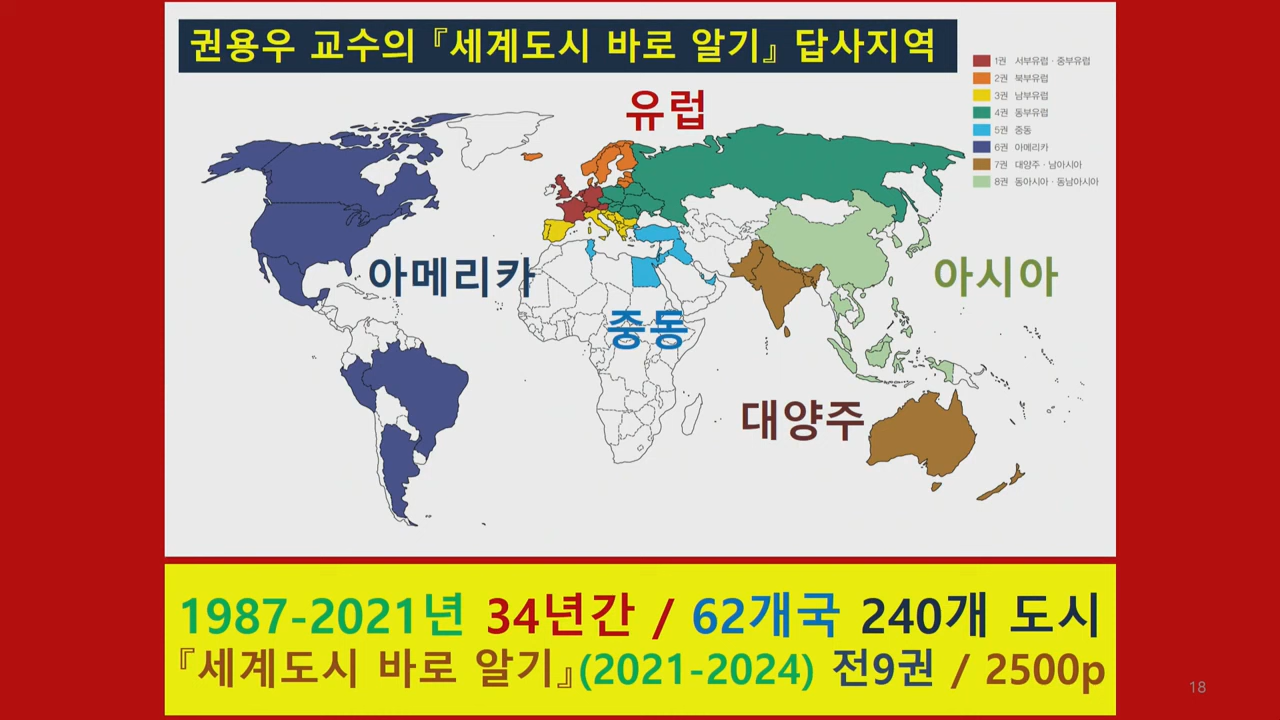 권용우 교수의 『세계도시 바로 알기』 답사지역
1권 서부유럽 · 중부유럽
2권 북부유럽
3권 남부유럽
4권 동부유럽
5권 중동
6권 아메리카
7권 대양주 · 남아시아
8권 동아시아 · 동남아시아
유럽
아메리카
아시아
중동
대양주
1987-2021년 34년간 / 62개국 240개 도시
『세계도시 바로 알기』(2021-2024) 전9권 / 2500p
18